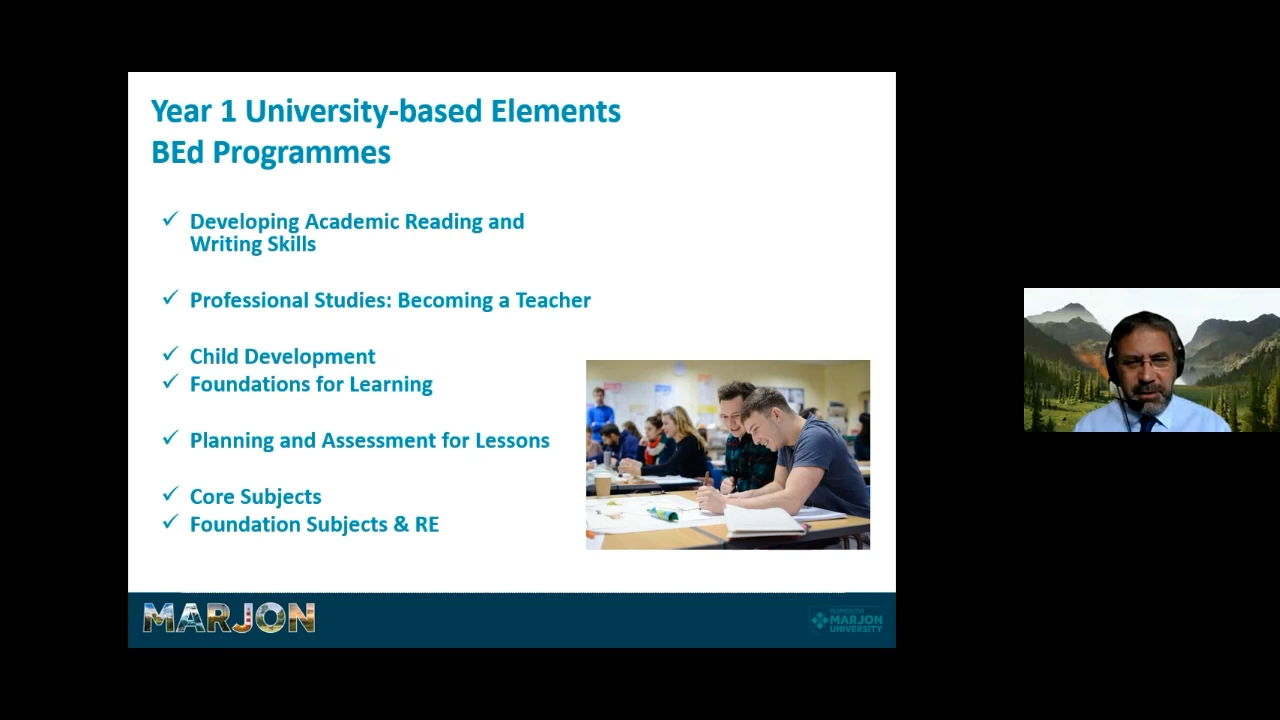 Year 1 University-based Elements
BEd Programmes
✓ Developing Academic Reading and
Writing Skills
✓ Professional Studies: Becoming a Teacher
✓ Child Development
✓ Foundations for Learning
✓ Planning and Assessment for Lessons
✓ Core Subjects
✓ Foundation Subjects & RE
MARJON
PLYMOUTH
MARJON
UNIVERSITY